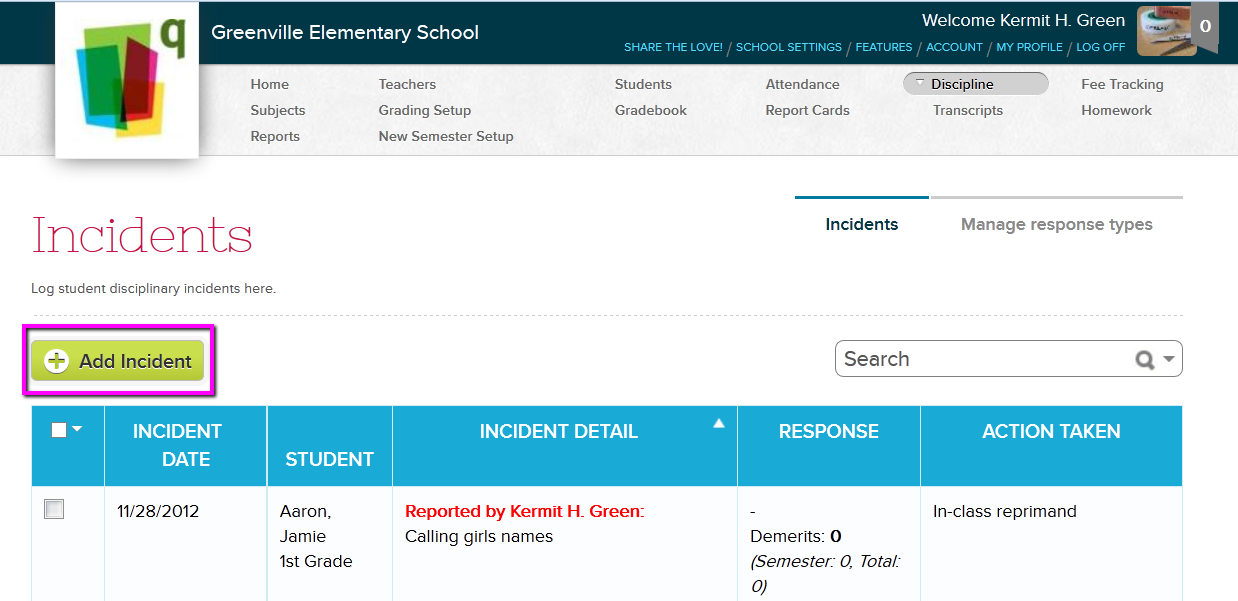 q
Greenville Elementary School
Welcome Kermit H. Green
0
SHARE THE LOVE! / SCHOOL SETTINGS / FEATURES / ACCOUNT / MY PROFILE / LOG OFF
Home Teachers Students Attendance Discipline Fee Tracking
Subjects Grading Setup Gradebook Report Cards Transcripts Homework
Reports New Semester Setup
Incidents Manage response types
Incidents
Log student disciplinary incidents here.
Add Incident
Search
INCIDENT DATE STUDENT INCIDENT DETAIL RESPONSE ACTION TAKEN
11/28/2012 Aaron, Reported by Kermit H. Green: - In-class reprimand
Jamie Calling girls names Demerits: 0
1st Grade (Semester: 0, Total:
0)